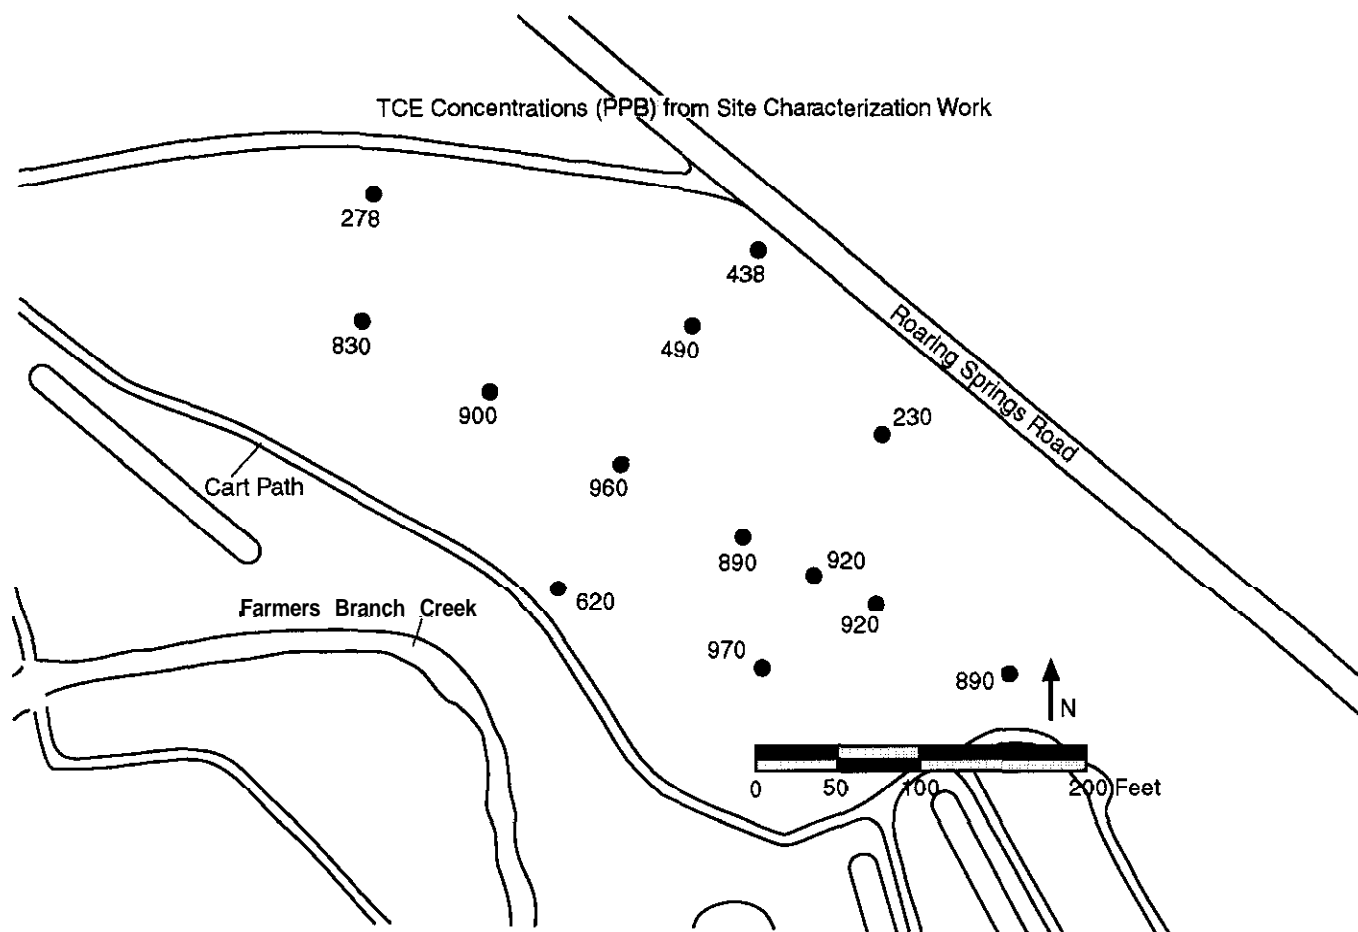 TCE Concentrations (PPB) from Site Characterization Work
278
438
830
490
Roaring Springs Road
900
230
Cart Path
960
890
920
Farmers Branch Creek
620
920
970
890
N
0 50 100 200 Feet